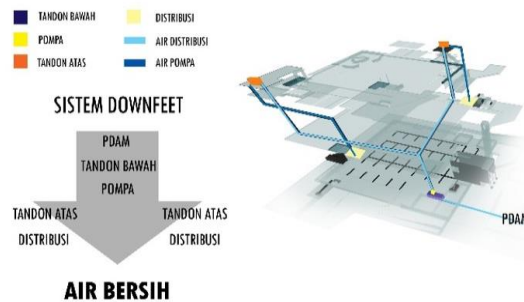 TANDON BAWAH
POMPA
TANDON ATAS
DISTRIBUSI
AIR DISTRIBUSI
AIR POMPA
SISTEM DOWNFEET
PDAM
TANDON BAWAH
POMPA
TANDON ATAS
DISTRIBUSI
TANDON ATAS
DISTRIBUSI
AIR BERSIH
PDAM